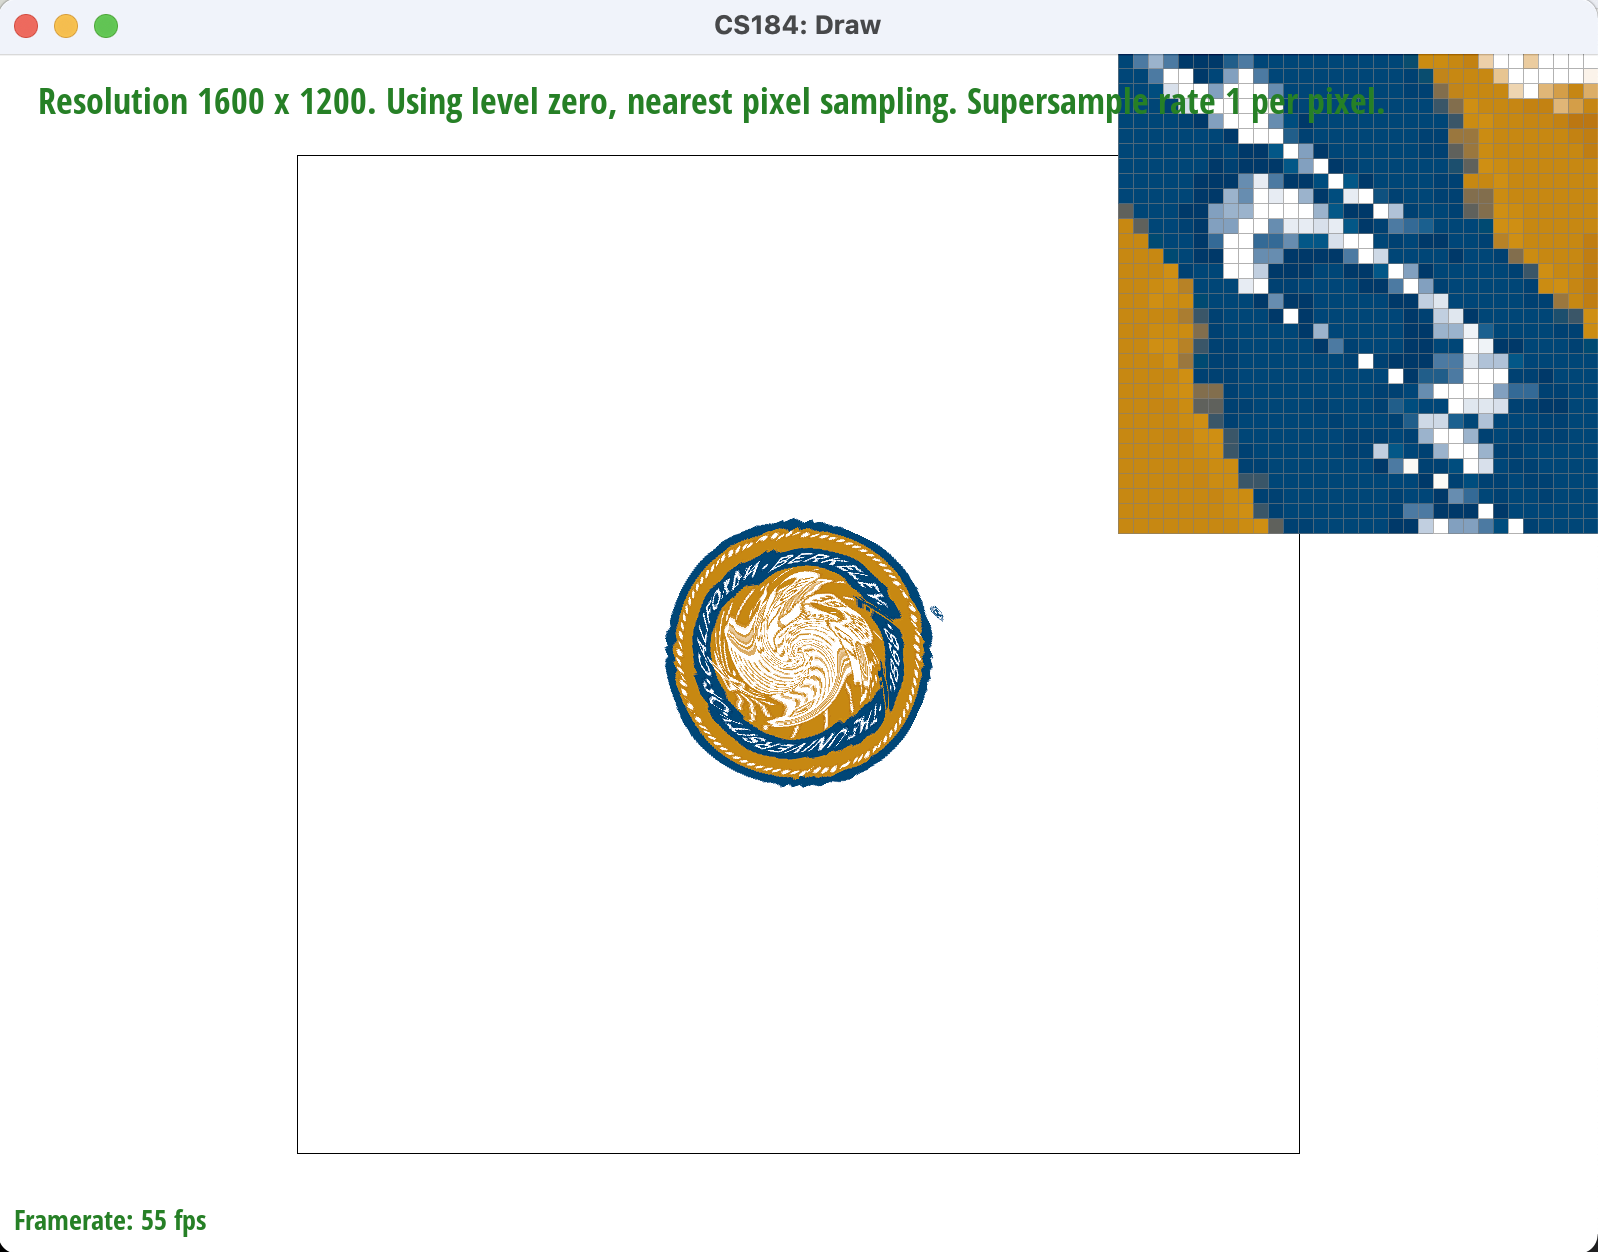 CS184: Draw
Resolution 1600 x 1200. Using level zero, nearest pixel sampling. Supersample rate 1 per pixel.
CALIFORNIA · BERKELEY
THE UNIVERSITY OF
Framerate: 55 fps